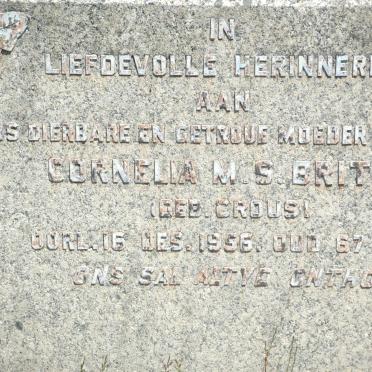 IN
LIEFDEVOLLE HERINNER
AAN
S DIERBARE EN GETROUE MOEDER
CORNELIA M. S. BRIT
(GEB. CROUS)
OORL. 16 DES. 1956. OUD 67
ONS SAL ALTYE ONTHO